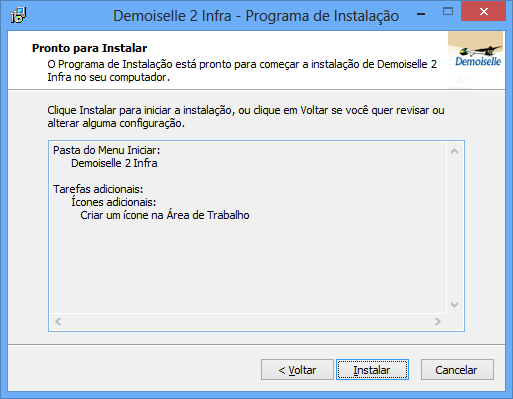 Demoiselle 2 Infra - Programa de Instalação
Pronto para Instalar
O Programa de Instalação está pronto para começar a instalação de Demoiselle 2
Infra no seu computador.
Demoiselle
Clique Instalar para iniciar a instalação, ou clique em Voltar se você quer revisar ou
alterar alguma configuração.
Pasta do Menu Iniciar:
Demoiselle 2 Infra
Tarefas adicionais:
Ícones adicionais:
Criar um ícone na Área de Trabalho
< Voltar
Instalar
Cancelar